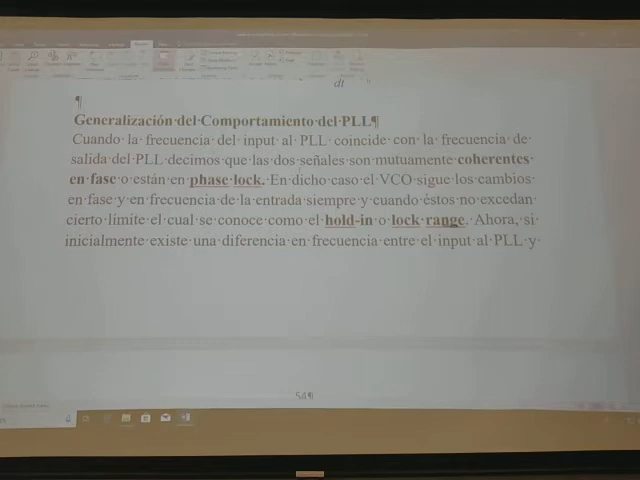 dt
¶
Generalización·del·Comportamiento·del·PLL¶
Cuando la frecuencia del input al PLL coincide con la frecuencia de
salida del PLL decimos que las dos señales son mutuamente coherentes
en fase o están en phase lock. En dicho caso el VCO sigue los cambios
en fase y en frecuencia de la entrada siempre y cuando éstos no excedan
cierto límite el cual se conoce como el hold-in o lock range. Ahora, si
inicialmente existe una diferencia en frecuencia entre el input al PLL y
54¶